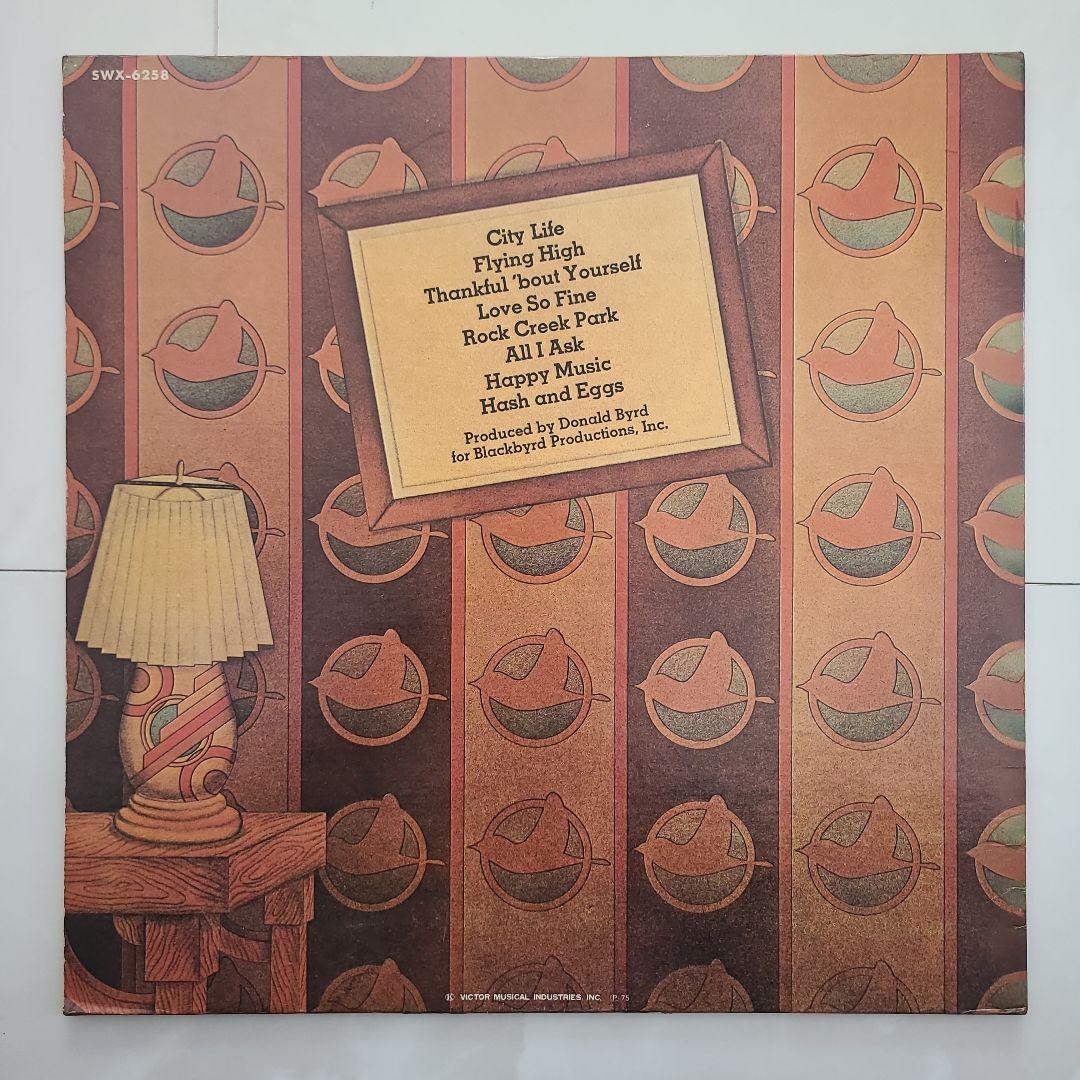 SWX-6258
City Life
Flying High
Thankful 'bout Yourself
Love So Fine
Rock Creek Park
All I Ask
Happy Music
Hash and Eggs
Produced by Donald Byrd
for Blackbyrd Productions, Inc.
Ⓚ VICTOR MUSICAL INDUSTRIES, INC. Ⓟ 75